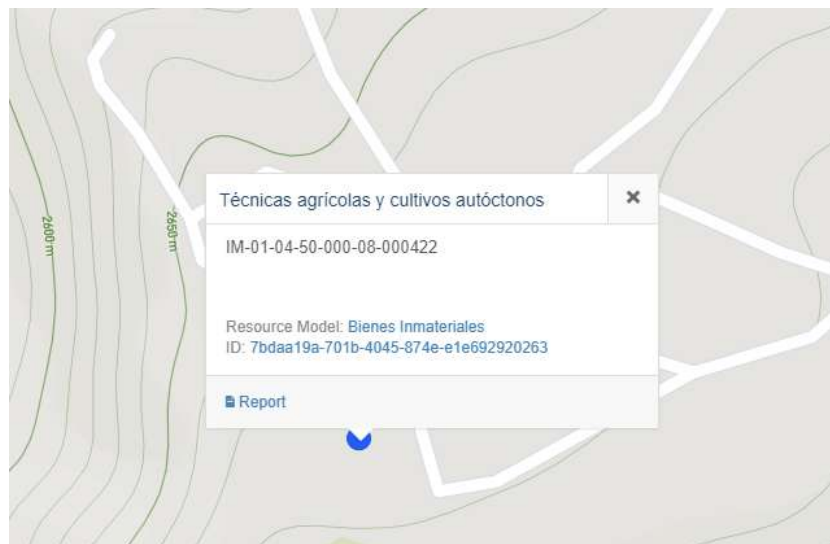 Técnicas agrícolas y cultivos autóctonos
IM-01-04-50-000-08-000422
Resource Model: Bienes Inmateriales
ID: 7bdaa19a-701b-4045-874e-e1e692920263
Report
2600 m
2650 m